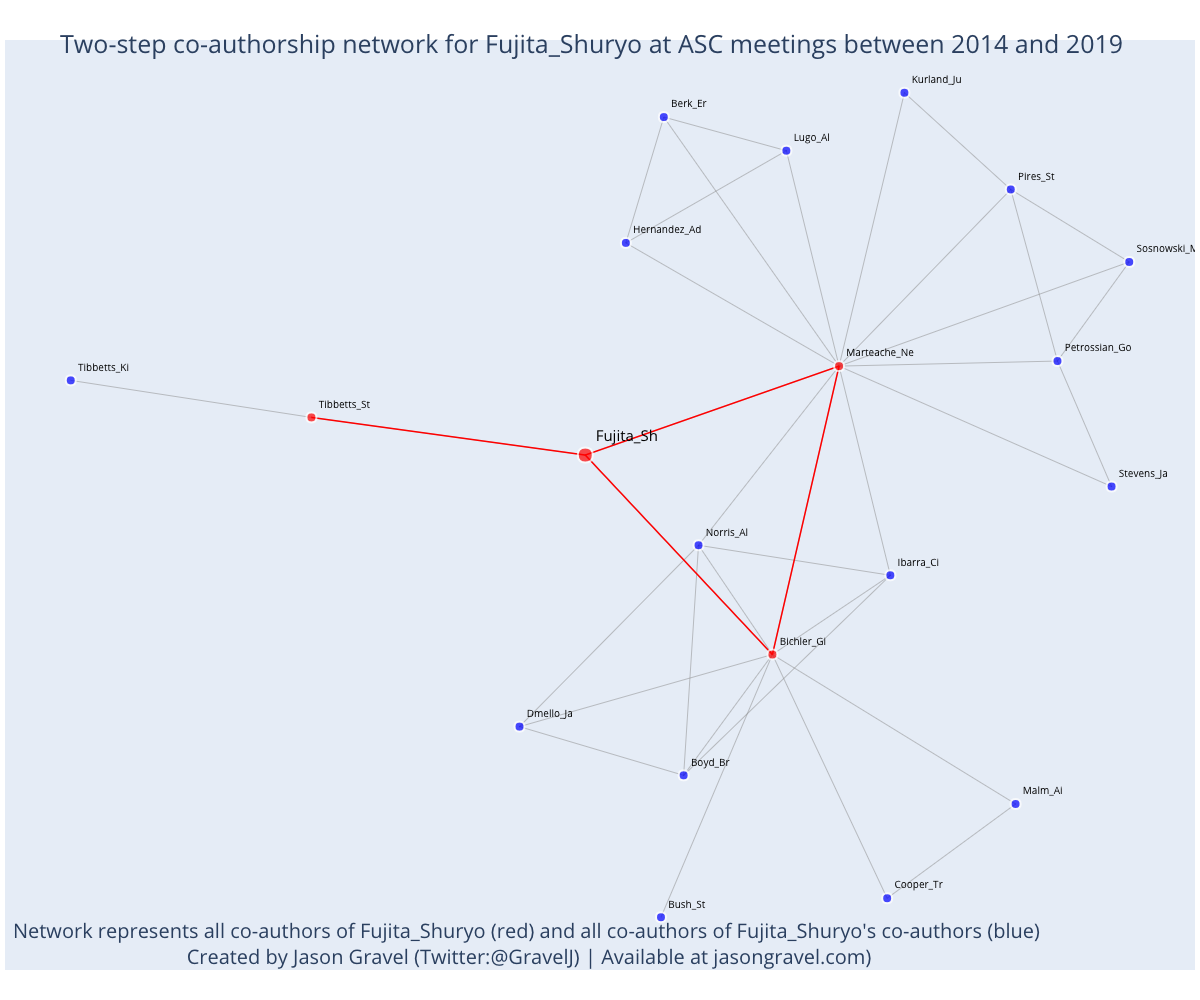 Two-step co-authorship network for Fujita_Shuryo at ASC meetings between 2014 and 2019
Kurland_Ju
Berk_Er
Lugo_Al
Pires_St
Hernandez_Ad
Sosnowski_M
Petrossian_Go
Marteache_Ne
Tibbetts_Ki
Tibbetts_St
Fujita_Sh
Stevens_Ja
Norris_Al
Ibarra_Ci
Bichler_Gi
Dmello_Ja
Boyd_Br
Malm_Ai
Cooper_Tr
Bush_St
Network represents all co-authors of Fujita_Shuryo (red) and all co-authors of Fujita_Shuryo's co-authors (blue)
Created by Jason Gravel (Twitter:@GravelJ) | Available at jasongravel.com)